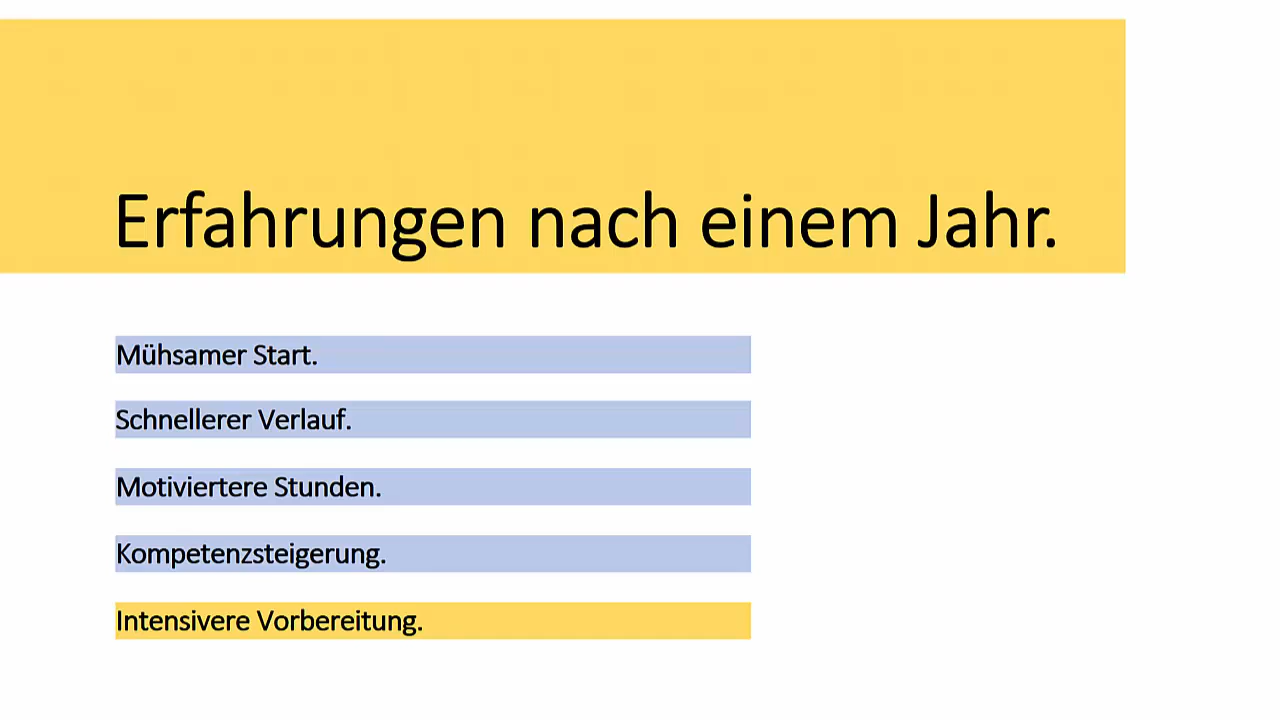 Erfahrungen nach einem Jahr.
Mühsamer Start.
Schnellerer Verlauf.
Motiviertere Stunden.
Kompetenzsteigerung.
Intensivere Vorbereitung.